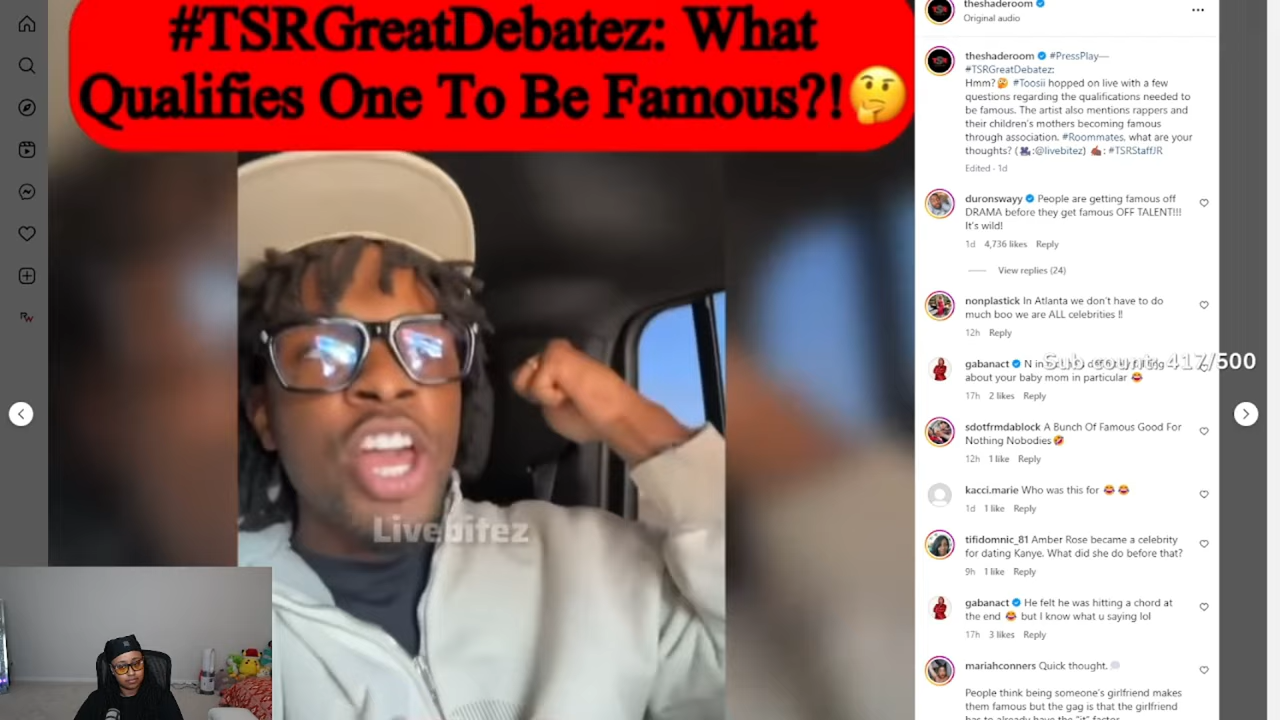 #TSRGreatDebatez: What
Qualifies One To Be Famous?!🤔
Livebitez
theshaderoom
Original audio
theshaderoom #PressPlay—
#TSRGreatDebatez:
Hmm?🤔 #Toosii hopped on live with a few
questions regarding the qualifications needed to
be famous. The artist also mentions rappers and
their children's mothers becoming famous
through association. #Roommates, what are your
thoughts? (🎥:@livebitez) ✍🏾: #TSRStaffJR
Edited · 1d
duronswayy People are getting famous off
DRAMA before they get famous OFF TALENT!!!
It's wild!
1d 4,736 likes Reply
View replies (24)
nonplastick In Atlanta we don't have to do
much boo we are ALL celebrities ‼️
12h Reply
Sub count: 417/500
gabanact N in
about your baby mom in particular 😂
17h 2 likes Reply
sdotfrmdablock A Bunch Of Famous Good For
Nothing Nobodies🤣
12h 1 like Reply
kacci.marie Who was this for 😂😂
1d 1 like Reply
tifidomnic_81 Amber Rose became a celebrity
for dating Kanye. What did she do before that?
9h 1 like Reply
gabanact He felt he was hitting a chord at
the end 😂 but I know what u saying lol
17h 3 likes Reply
mariahconners Quick thought. 💭
People think being someone's girlfriend makes
them famous but the gag is that the girlfriend
has to already have the "it" factor